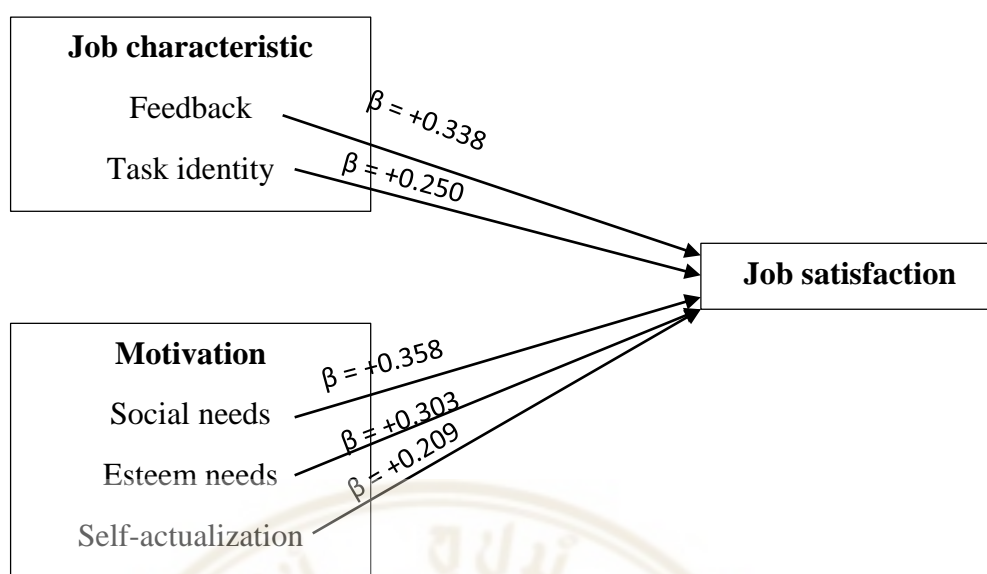 Job characteristic
Feedback
Task identity
β = +0.338
β = +0.250
Job satisfaction
Motivation
Social needs
Esteem needs
Self-actualization
β = +0.358
β = +0.303
β = +0.209